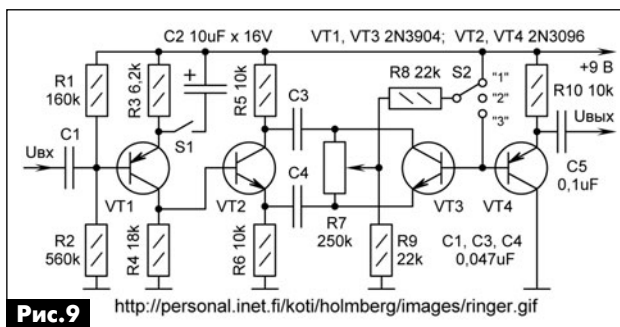 C2 10uF x 16V
VT1, VT3 2N3904; VT2, VT4 2N3096
R1
160k
R3 6,2k
+
R5 10k
C3
R8 22k
S2
"1"
"2"
"3"
+9 В
R10 10k
Uвых
Uвх
C1
S1
C4
C5
0,1uF
VT1
VT2
VT3
VT4
R7
250k
R2
560k
R4 18k
R6 10k
R9
22k
C1, C3, C4
0,047uF
Рис.9
http://personal.inet.fi/koti/holmberg/images/ringer.gif